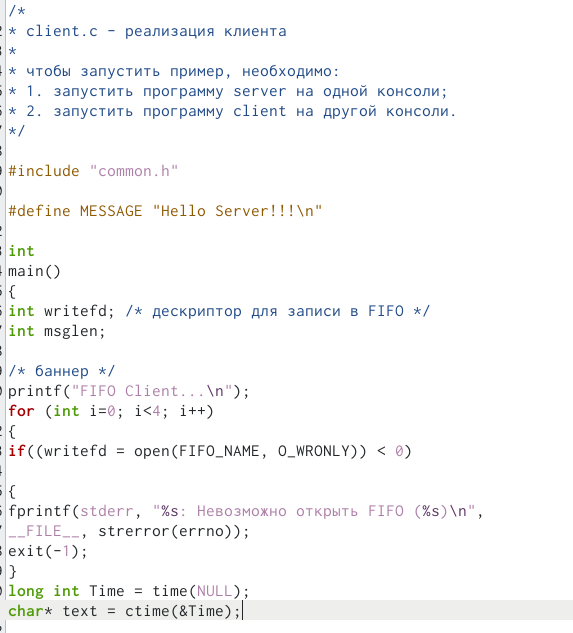 /*
* client.c - реализация клиента
*
* чтобы запустить пример, необходимо:
* 1. запустить программу server на одной консоли;
* 2. запустить программу client на другой консоли.
*/
#include "common.h"
#define MESSAGE "Hello Server!!!\n"
int
main()
{
int writefd; /* дескриптор для записи в FIFO */
int msglen;
/* баннер */
printf("FIFO Client...\n");
for (int i=0; i<4; i++)
{
if((writefd = open(FIFO_NAME, O_WRONLY)) < 0)
{
fprintf(stderr, "%s: Невозможно открыть FIFO (%s)\n",
__FILE__, strerror(errno));
exit(-1);
}
long int Time = time(NULL);
char* text = ctime(&Time);